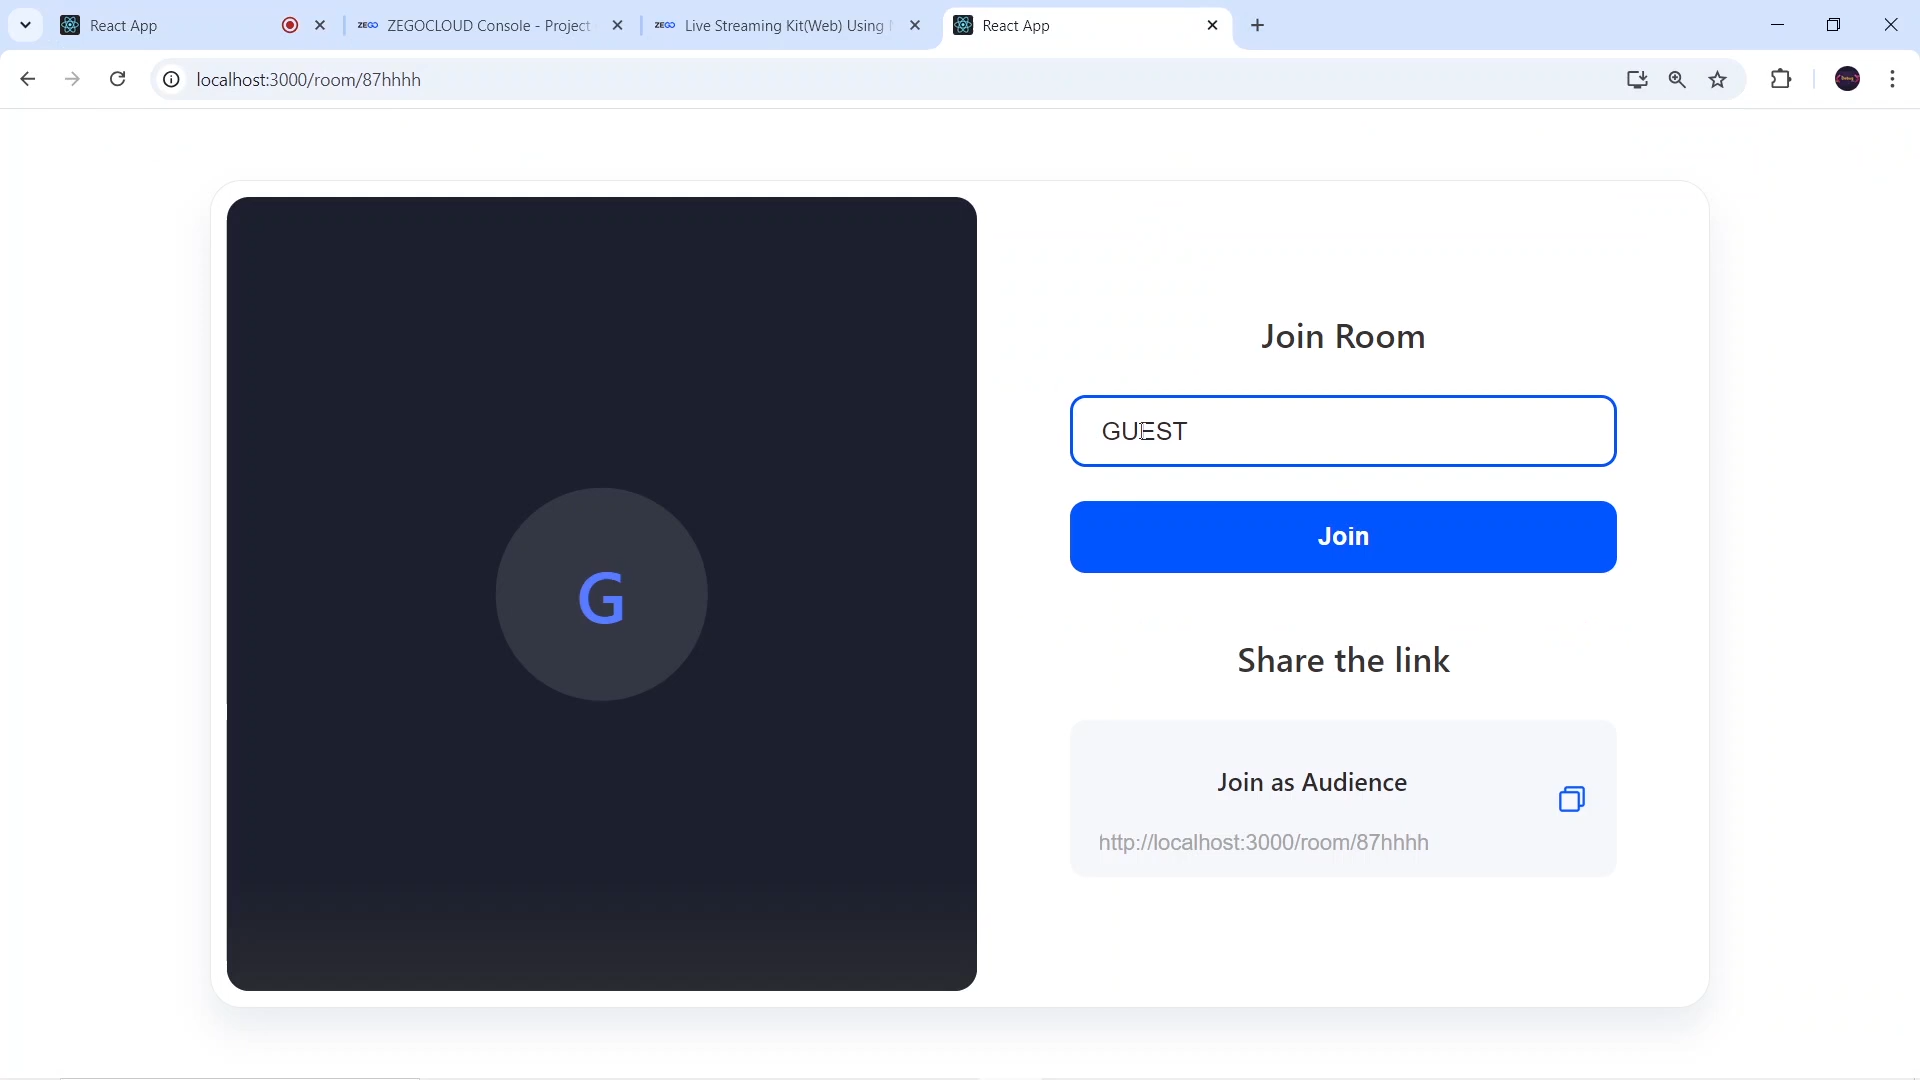 React App
ZEGOCLOUD Console - Project
Live Streaming Kit(Web) Using
React App
localhost:3000/room/87hhhh
Join Room
GUEST
Join
G
Share the link
Join as Audience
http://localhost:3000/room/87hhhh